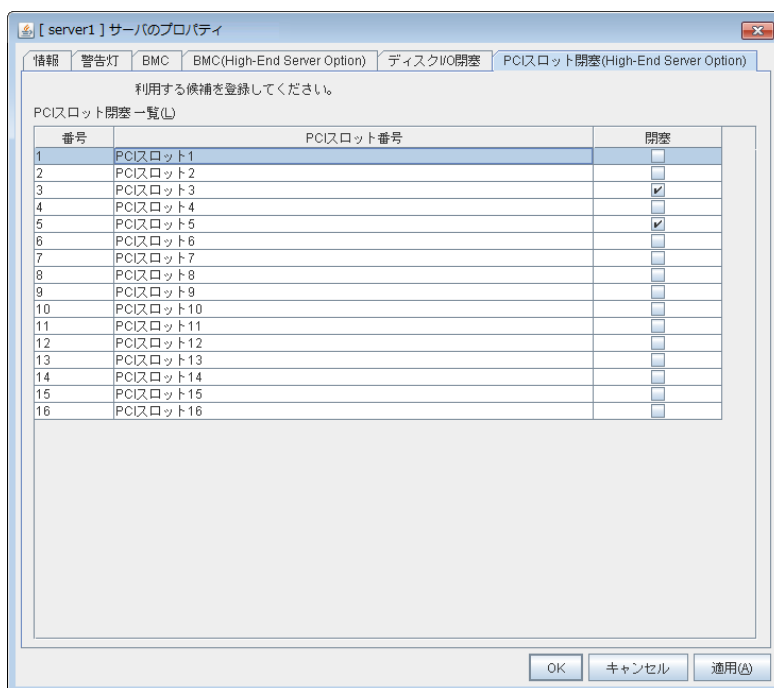 [ server1 ] サーバのプロパティ
情報 警告灯 BMC BMC(High-End Server Option) ディスクI/O閉塞 PCIスロット閉塞(High-End Server Option)
利用する候補を登録してください。
PCIスロット閉塞一覧(L)
番号 PCIスロット番号 閉塞
1 PCIスロット1
2 PCIスロット2
3 PCIスロット3
4 PCIスロット4
5 PCIスロット5
6 PCIスロット6
7 PCIスロット7
8 PCIスロット8
9 PCIスロット9
10 PCIスロット10
11 PCIスロット11
12 PCIスロット12
13 PCIスロット13
14 PCIスロット14
15 PCIスロット15
16 PCIスロット16
OK キャンセル 適用(A)